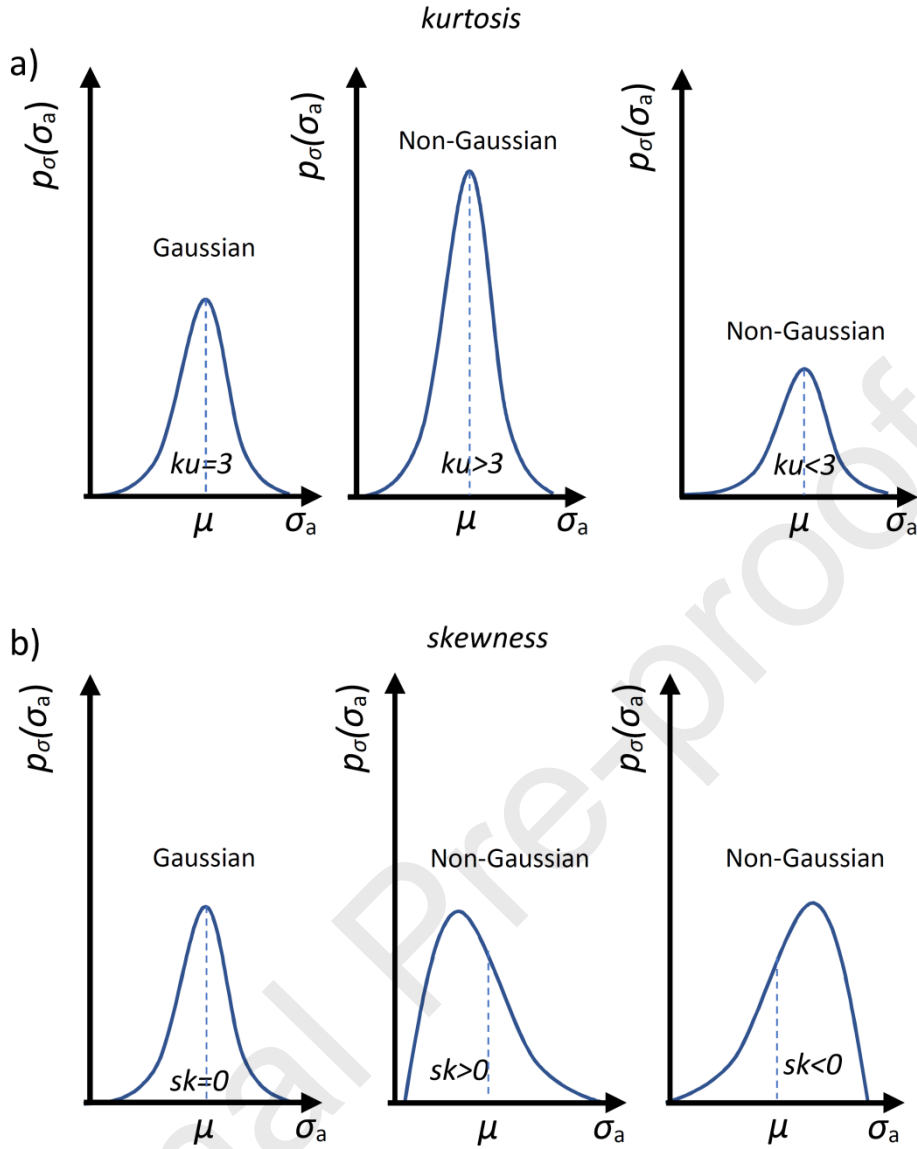 kurtosis
a)
pσ(σa)
pσ(σa)
pσ(σa)
Non-Gaussian
Gaussian
Non-Gaussian
ku=3
ku>3
ku<3
μ
σa
μ
σa
μ
σa
b)
skewness
pσ(σa)
pσ(σa)
pσ(σa)
Gaussian
Non-Gaussian
Non-Gaussian
sk=0
sk>0
sk<0
μ
σa
μ
σa
μ
σa
nal Pre-proof